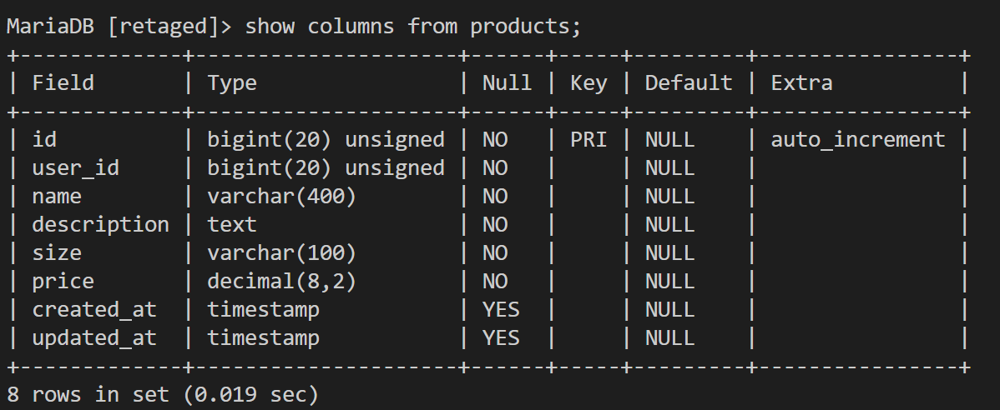 MariaDB [retaged]> show columns from products;
+-------------+---------------------+------+-----+---------+----------------+
| Field       | Type                | Null | Key | Default | Extra          |
+-------------+---------------------+------+-----+---------+----------------+
| id          | bigint(20) unsigned | NO   | PRI | NULL    | auto_increment |
| user_id     | bigint(20) unsigned | NO   |     | NULL    |                |
| name        | varchar(400)        | NO   |     | NULL    |                |
| description | text                | NO   |     | NULL    |                |
| size        | varchar(100)        | NO   |     | NULL    |                |
| price       | decimal(8,2)        | NO   |     | NULL    |                |
| created_at  | timestamp           | YES  |     | NULL    |                |
| updated_at  | timestamp           | YES  |     | NULL    |                |
+-------------+---------------------+------+-----+---------+----------------+
8 rows in set (0.019 sec)